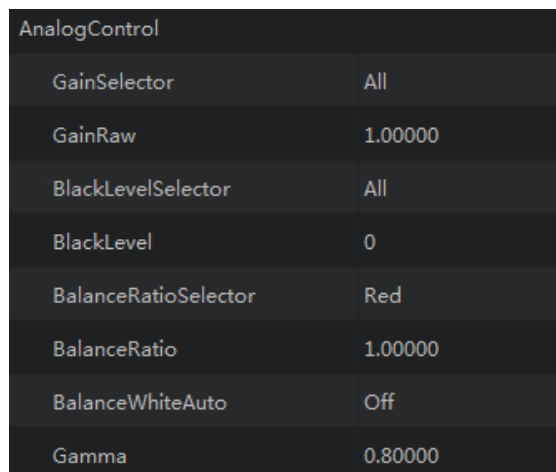 AnalogControl
GainSelector All
GainRaw 1.00000
BlackLevelSelector All
BlackLevel 0
BalanceRatioSelector Red
BalanceRatio 1.00000
BalanceWhiteAuto Off
Gamma 0.80000